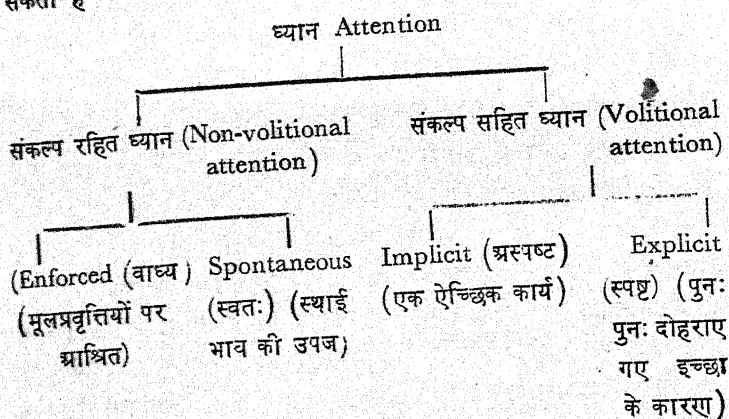 सकता है
ध्यान Attention
संकल्प रहित ध्यान (Non-volitional attention)
संकल्प सहित ध्यान (Volitional attention)
(Enforced (वाध्य)
(मूलप्रवृत्तियों पर
आश्रित)
Spontaneous
(स्वतः) (स्थाई
भाव की उपज)
Implicit (अस्पष्ट)
(एक ऐच्छिक कार्य)
Explicit
(स्पष्ट) (पुनः
पुनः दोहराए
गए इच्छा
के कारण)